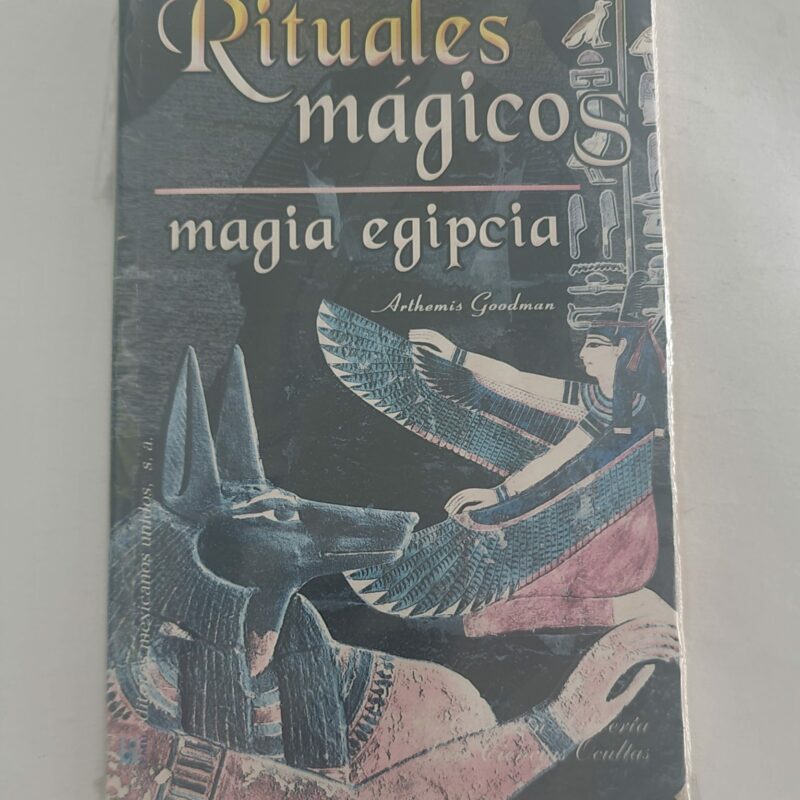 Rituales
mágicos
magia egipcia
Arthemis Goodman
mexicanos unidos, s. a.
Ocultas